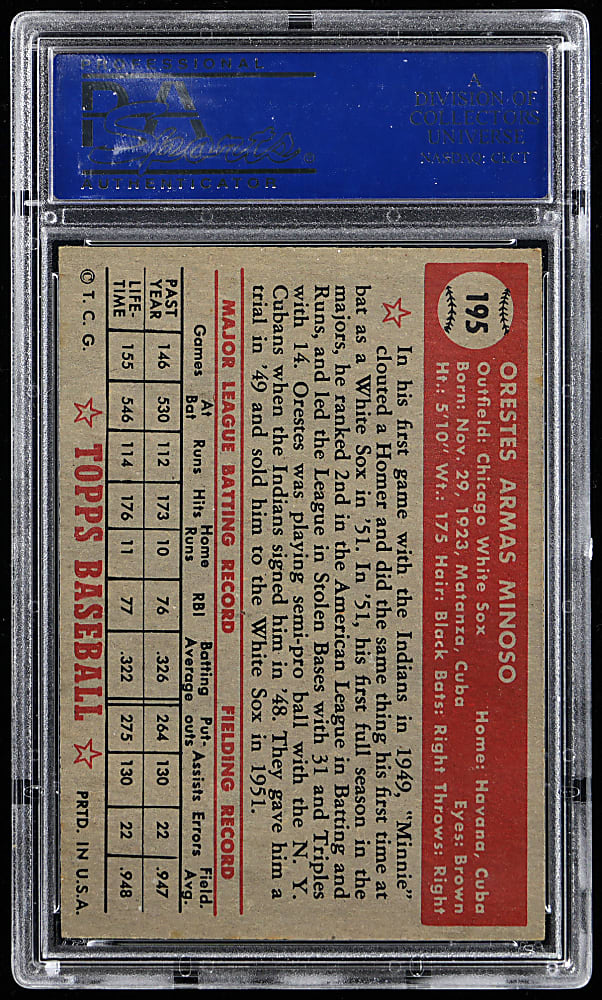 PROFESSIONAL
PSA
AUTHENTICATOR
A
DIVISION OF
COLLECTORS
UNIVERSE
NASDAQ: CLCT
195
ORESTES ARMAS MINOSO
Outfield: Chicago White Sox Home: Havana, Cuba
Born: Nov. 29, 1923, Matanza, Cuba Eyes: Brown
Ht.: 5'10" Wt.: 175 Hair: Black Bats: Right Throws: Right
In his first game with the Indians in 1949, "Minnie"
clouted a Homer and did the same thing his first time at
bat as a White Sox in '51. In '51, his first full season in the
majors, he ranked 2nd in the American League in Batting and
Runs, and led the League in Stolen Bases with 31 and Triples
with 14. Orestes was playing semi-pro ball with the N. Y.
Cubans when the Indians signed him in '48. They gave him a
trial in '49 and sold him to the White Sox in 1951.
MAJOR LEAGUE BATTING RECORD FIELDING RECORD
Games At Bat Runs Hits Home Runs RBI Batting Average Put-outs Assists Errors Field. Avg.
PAST YEAR 146 530 112 173 10 76 .326 264 130 22 .947
LIFE-TIME 155 546 114 176 11 77 .322 275 130 22 .948
© T. C. G. TOPPS BASEBALL PRTD. IN U.S.A.